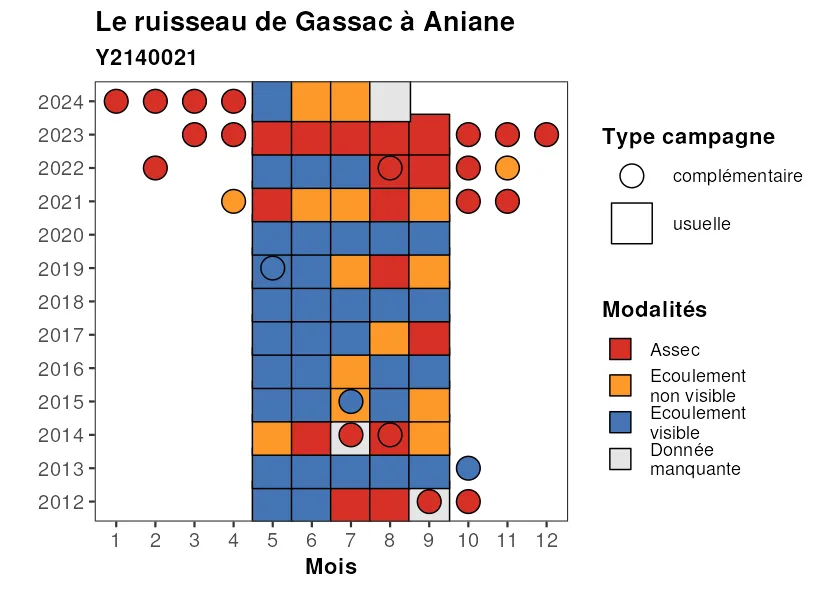 Le ruisseau de Gassac à Aniane
Y2140021
2024
2023
2022
2021
2020
2019
2018
2017
2016
2015
2014
2013
2012
1 2 3 4 5 6 7 8 9 10 11 12
Mois
Type campagne
complémentaire
usuelle
Modalités
Assec
Ecoulement
non visible
Ecoulement
visible
Donnée
manquante